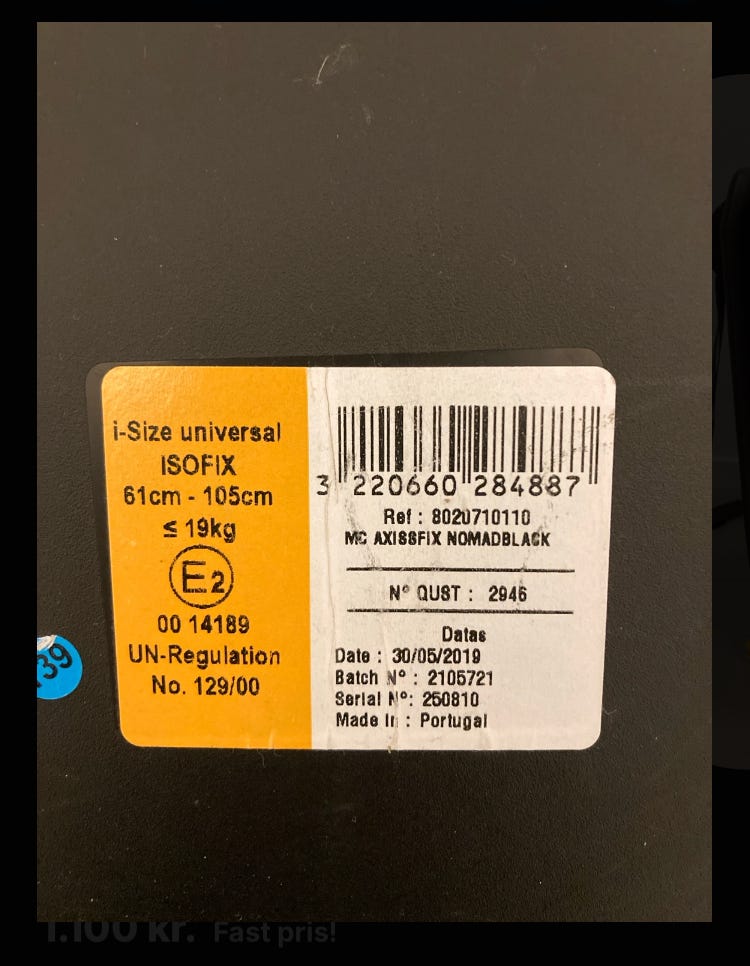 i-Size universal
ISOFIX
61cm - 105cm
≤ 19kg
E2
00 14189
UN-Regulation
No. 129/00
3 220660 284887
Ref : 8020710110
MC AXISSFIX NOMADBLACK
N° QUST : 2946
Datas
Date : 30/05/2019
Batch N° : 2105721
Serial N°: 250810
Made In : Portugal
39
1.100 kr. Fast pris!